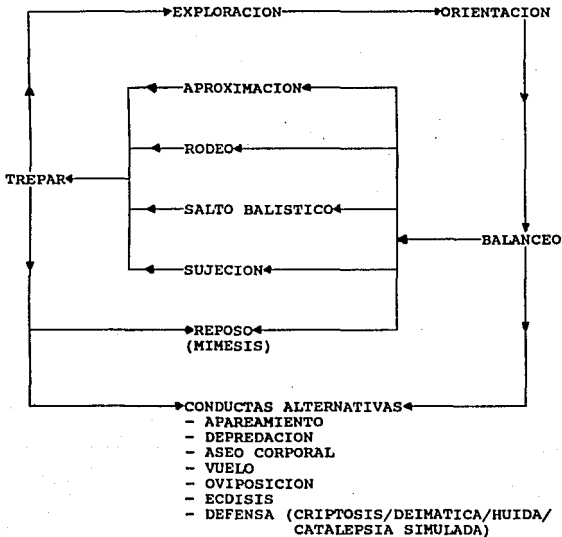 EXPLORACION
ORIENTACION
APROXIMACION
RODEO
TREPAR
SALTO BALISTICO
BALANCEO
SUJECION
REPOSO
(MIMESIS)
CONDUCTAS ALTERNATIVAS
- APAREAMIENTO
- DEPREDACION
- ASEO CORPORAL
- VUELO
- OVIPOSICION
- ECDISIS
- DEFENSA (CRIPTOSIS/DEIMATICA/HUIDA/
CATALEPSIA SIMULADA)